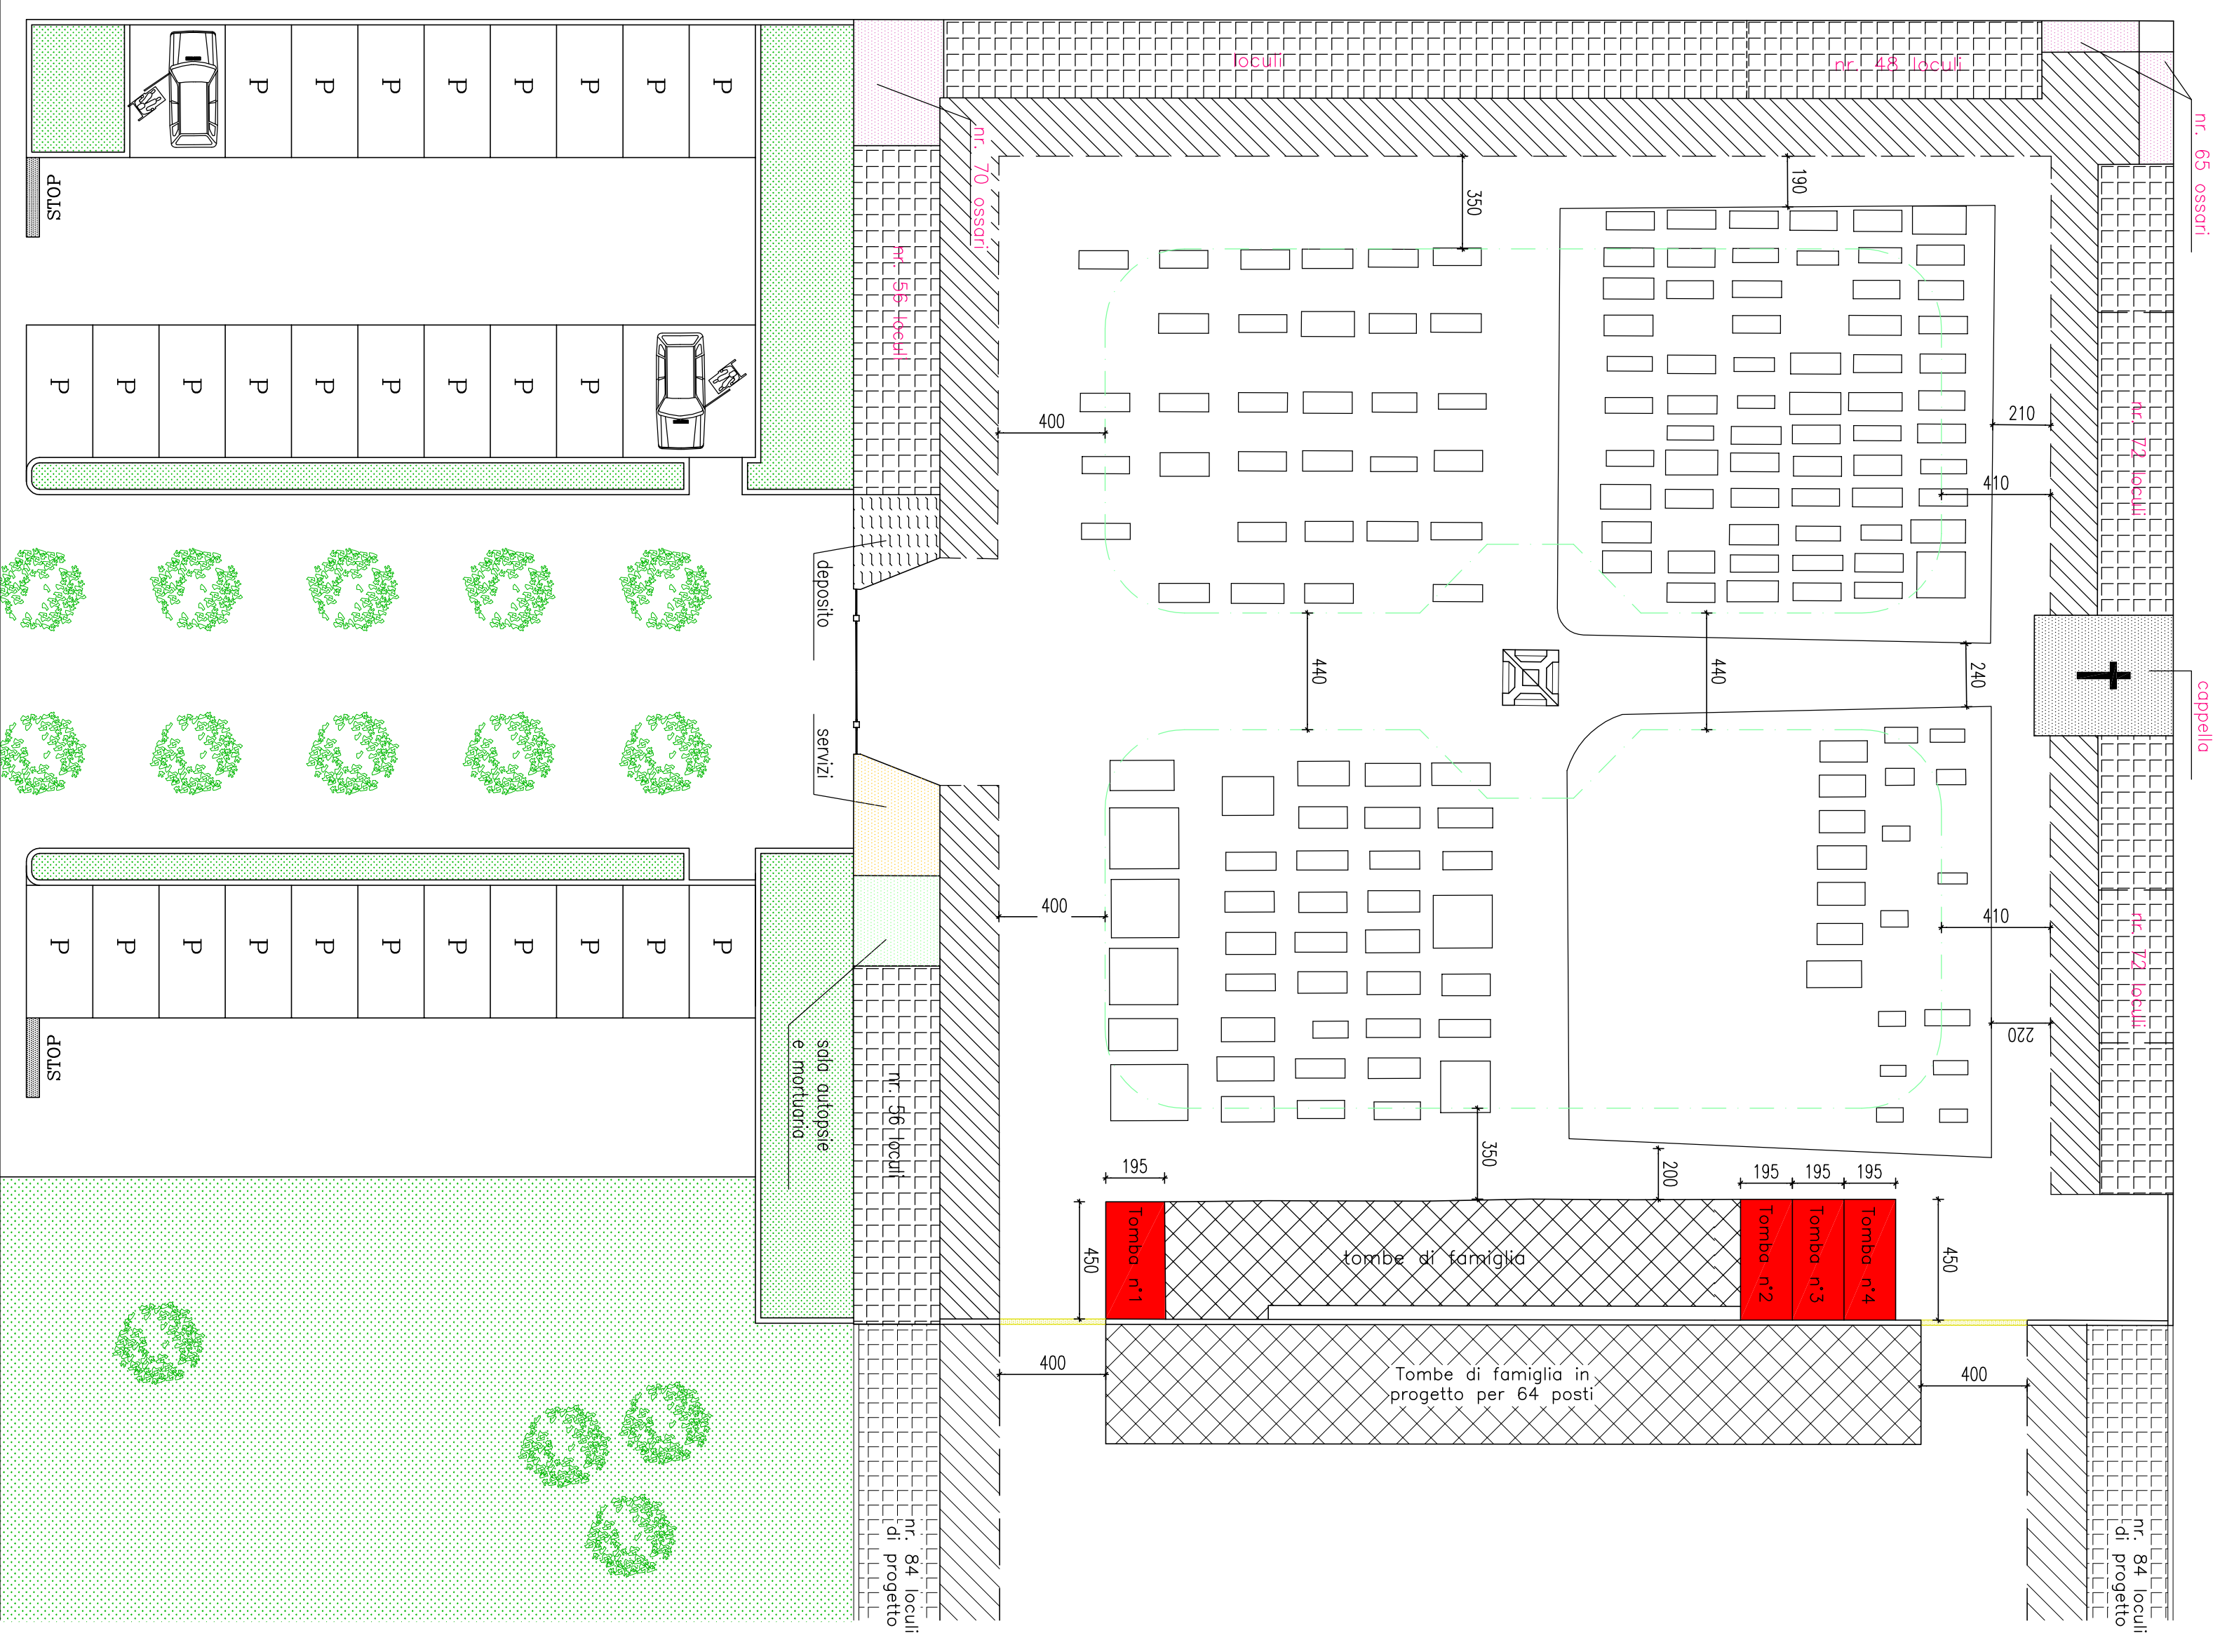 loculi
nr. 48 loculi
nr. 65 ossari
nr. 70 ossari
P
P
P
P
P
P
P
P
STOP
nr. 56 loculi
350
190
P
P
P
P
P
P
P
P
P
400
210
nr. 72 loculi
410
deposito
440
440
240
cappella
servizi
400
410
nr. 72 loculi
220
P
P
P
P
P
P
P
P
P
P
P
STOP
sala autopsie
e mortuaria
nr. 56 loculi
350
200
195
195
195
195
450
Tomba n°1
tombe di famiglia
Tomba n°2
Tomba n°3
Tomba n°4
450
400
Tombe di famiglia in
progetto per 64 posti
400
nr. 84 loculi
di progetto
nr. 84 loculi
di progetto